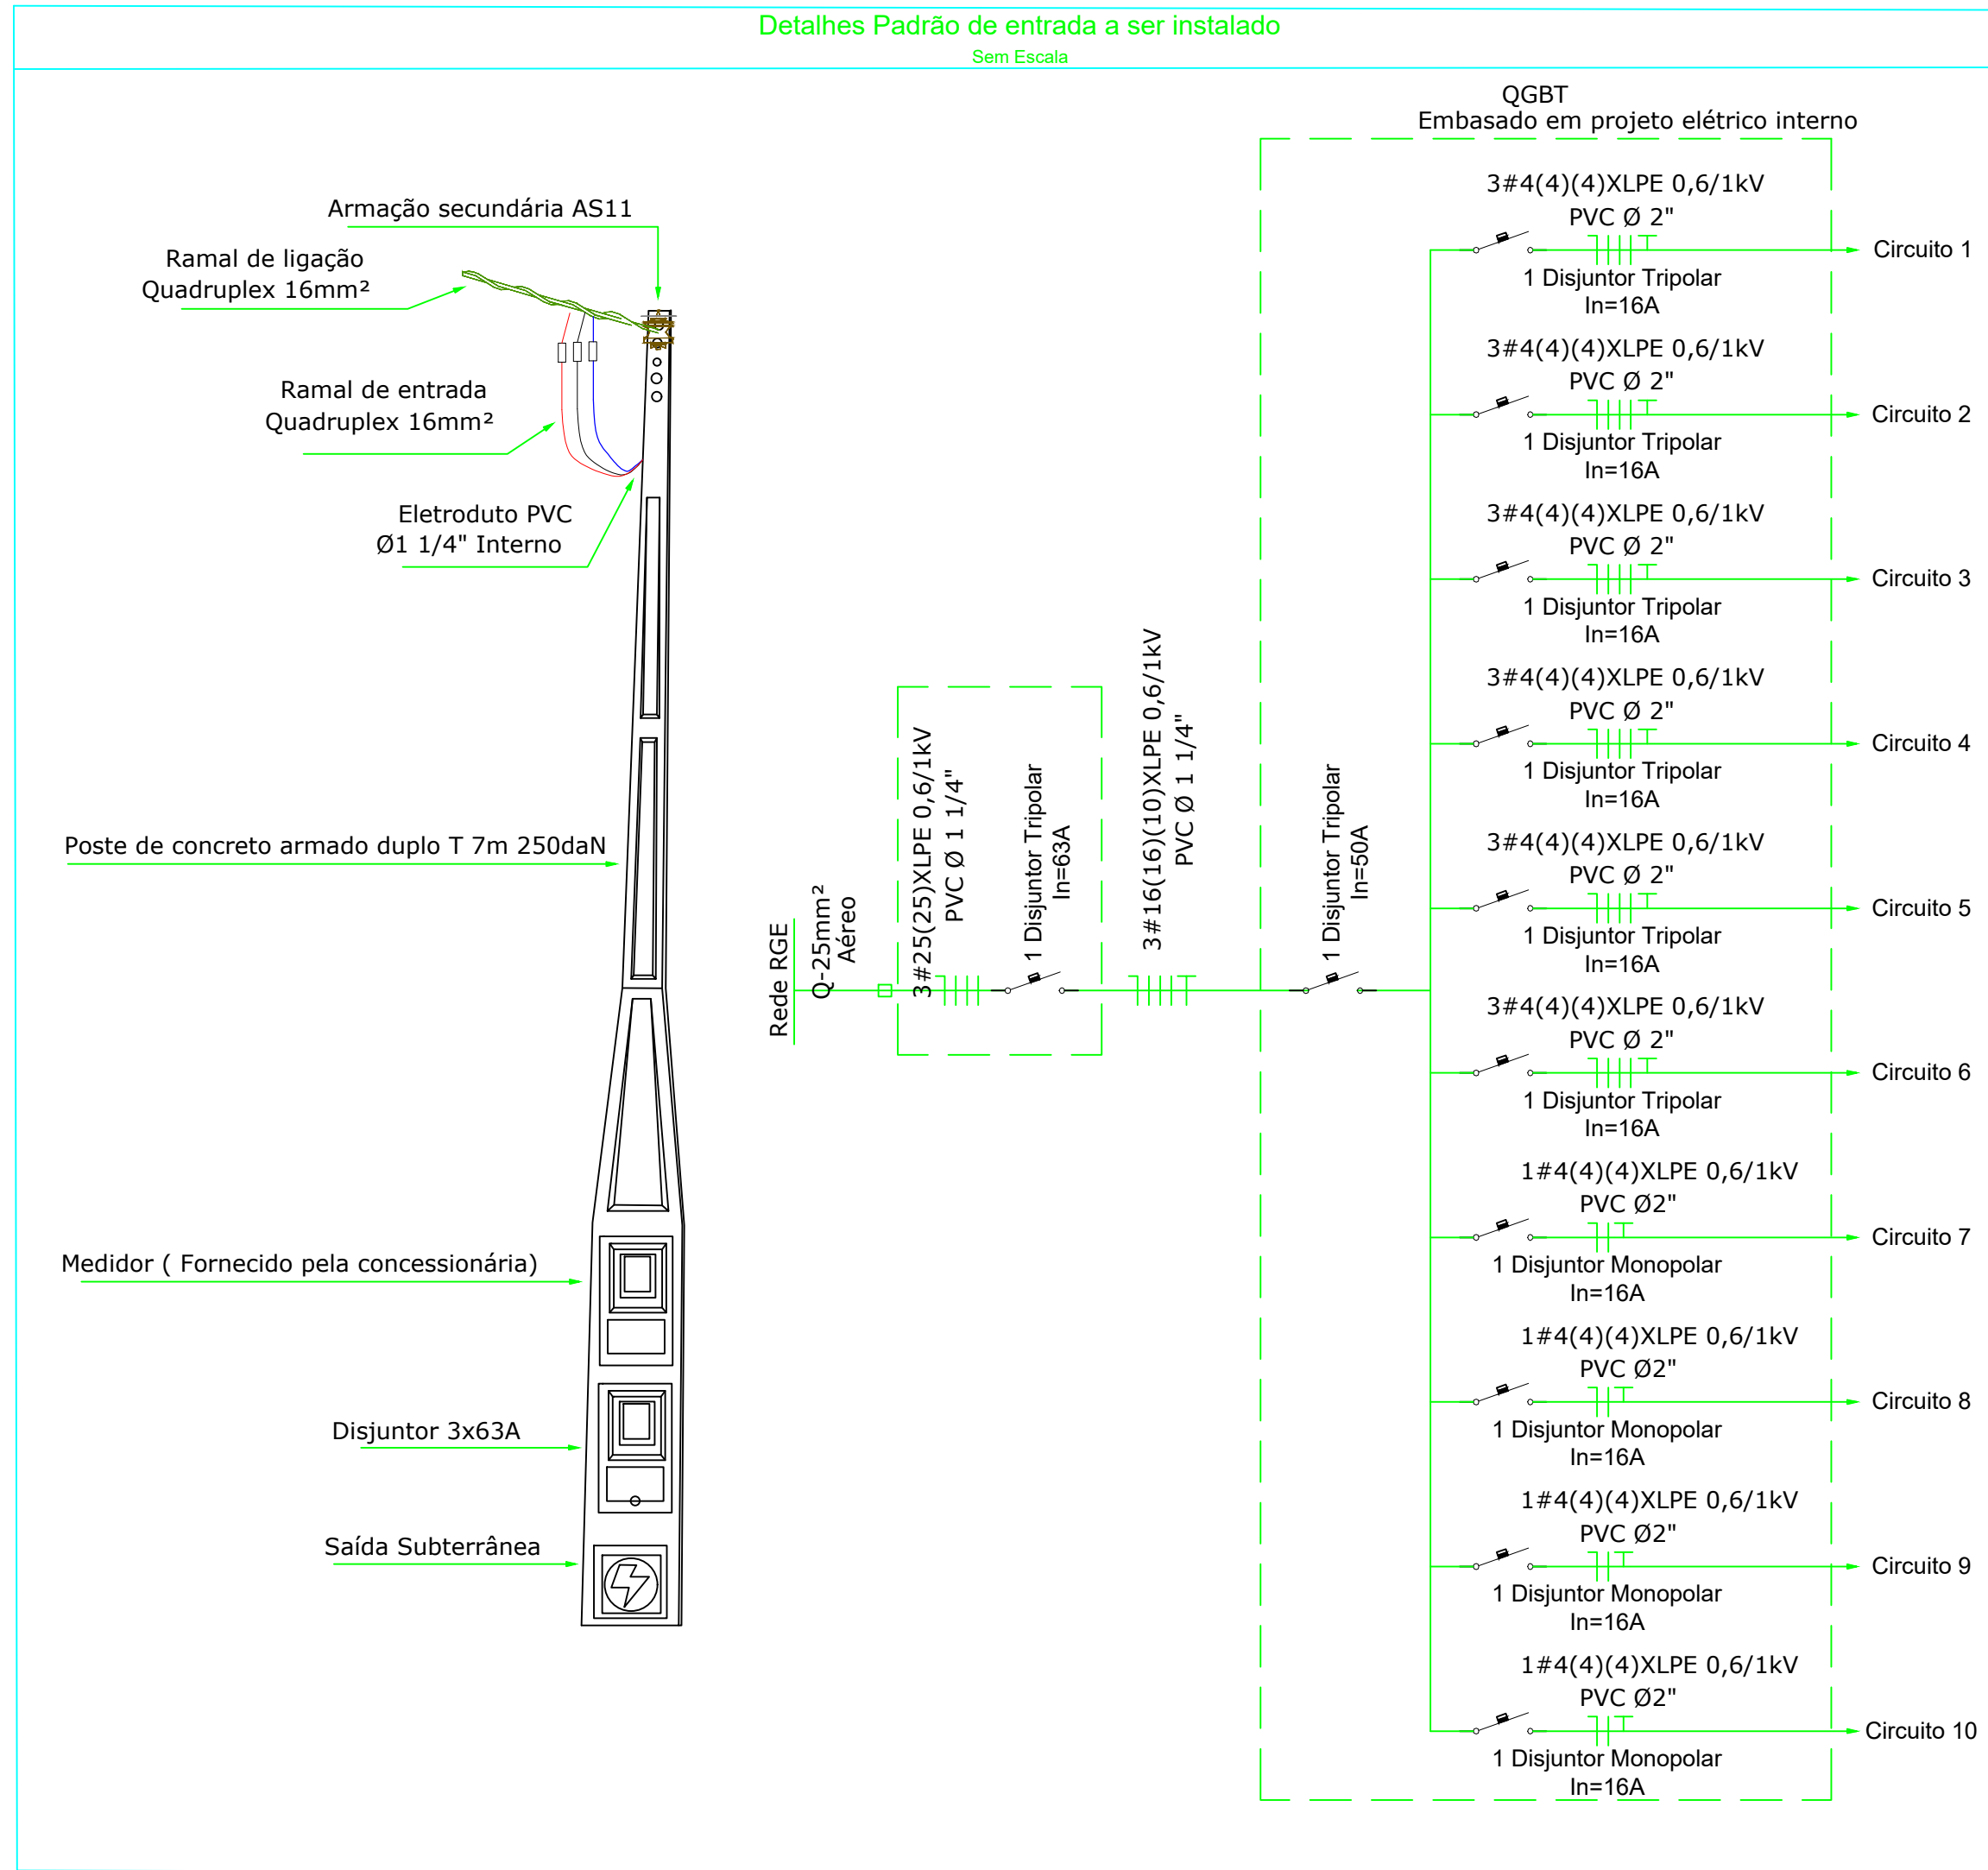 Detalhes Padrão de entrada a ser instalado
Sem Escala
Armação secundária AS11
Ramal de ligação
Quadruplex 16mm²
Ramal de entrada
Quadruplex 16mm²
Eletroduto PVC
Ø1 1/4" Interno
Poste de concreto armado duplo T 7m 250daN
Medidor ( Fornecido pela concessionária)
Disjuntor 3x63A
Saída Subterrânea
Rede RGE
Q-25mm²
Aéreo
3#25(25)XLPE 0,6/1kV
PVC Ø 1 1/4"
1 Disjuntor Tripolar
In=63A
3#16(16)(10)XLPE 0,6/1kV
PVC Ø 1 1/4"
QGBT
Embasado em projeto elétrico interno
1 Disjuntor Tripolar
In=50A
3#4(4)(4)XLPE 0,6/1kV
PVC Ø 2"
Circuito 1
1 Disjuntor Tripolar
In=16A
3#4(4)(4)XLPE 0,6/1kV
PVC Ø 2"
Circuito 2
1 Disjuntor Tripolar
In=16A
3#4(4)(4)XLPE 0,6/1kV
PVC Ø 2"
Circuito 3
1 Disjuntor Tripolar
In=16A
3#4(4)(4)XLPE 0,6/1kV
PVC Ø 2"
Circuito 4
1 Disjuntor Tripolar
In=16A
3#4(4)(4)XLPE 0,6/1kV
PVC Ø 2"
Circuito 5
1 Disjuntor Tripolar
In=16A
3#4(4)(4)XLPE 0,6/1kV
PVC Ø 2"
Circuito 6
1 Disjuntor Tripolar
In=16A
1#4(4)(4)XLPE 0,6/1kV
PVC Ø2"
Circuito 7
1 Disjuntor Monopolar
In=16A
1#4(4)(4)XLPE 0,6/1kV
PVC Ø2"
Circuito 8
1 Disjuntor Monopolar
In=16A
1#4(4)(4)XLPE 0,6/1kV
PVC Ø2"
Circuito 9
1 Disjuntor Monopolar
In=16A
1#4(4)(4)XLPE 0,6/1kV
PVC Ø2"
Circuito 10
1 Disjuntor Monopolar
In=16A